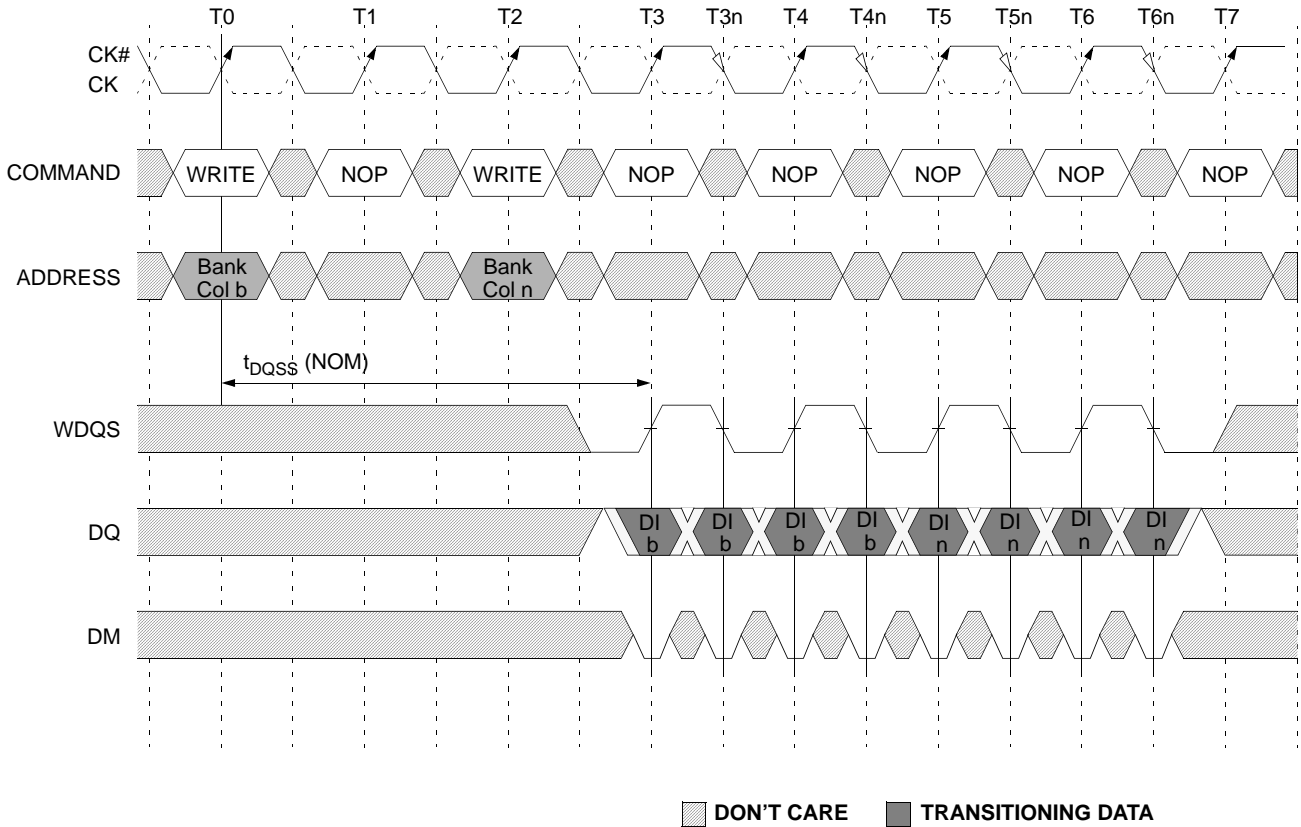 T0 T1 T2 T3 T3n T4 T4n T5 T5n T6 T6n T7
CK#
CK
COMMAND WRITE NOP WRITE NOP NOP NOP NOP NOP
ADDRESS Bank Col b Bank Col n
tDQSS (NOM)
WDQS
DQ DI b DI b DI b DI b DI n DI n DI n DI n
DM
DON'T CARE TRANSITIONING DATA